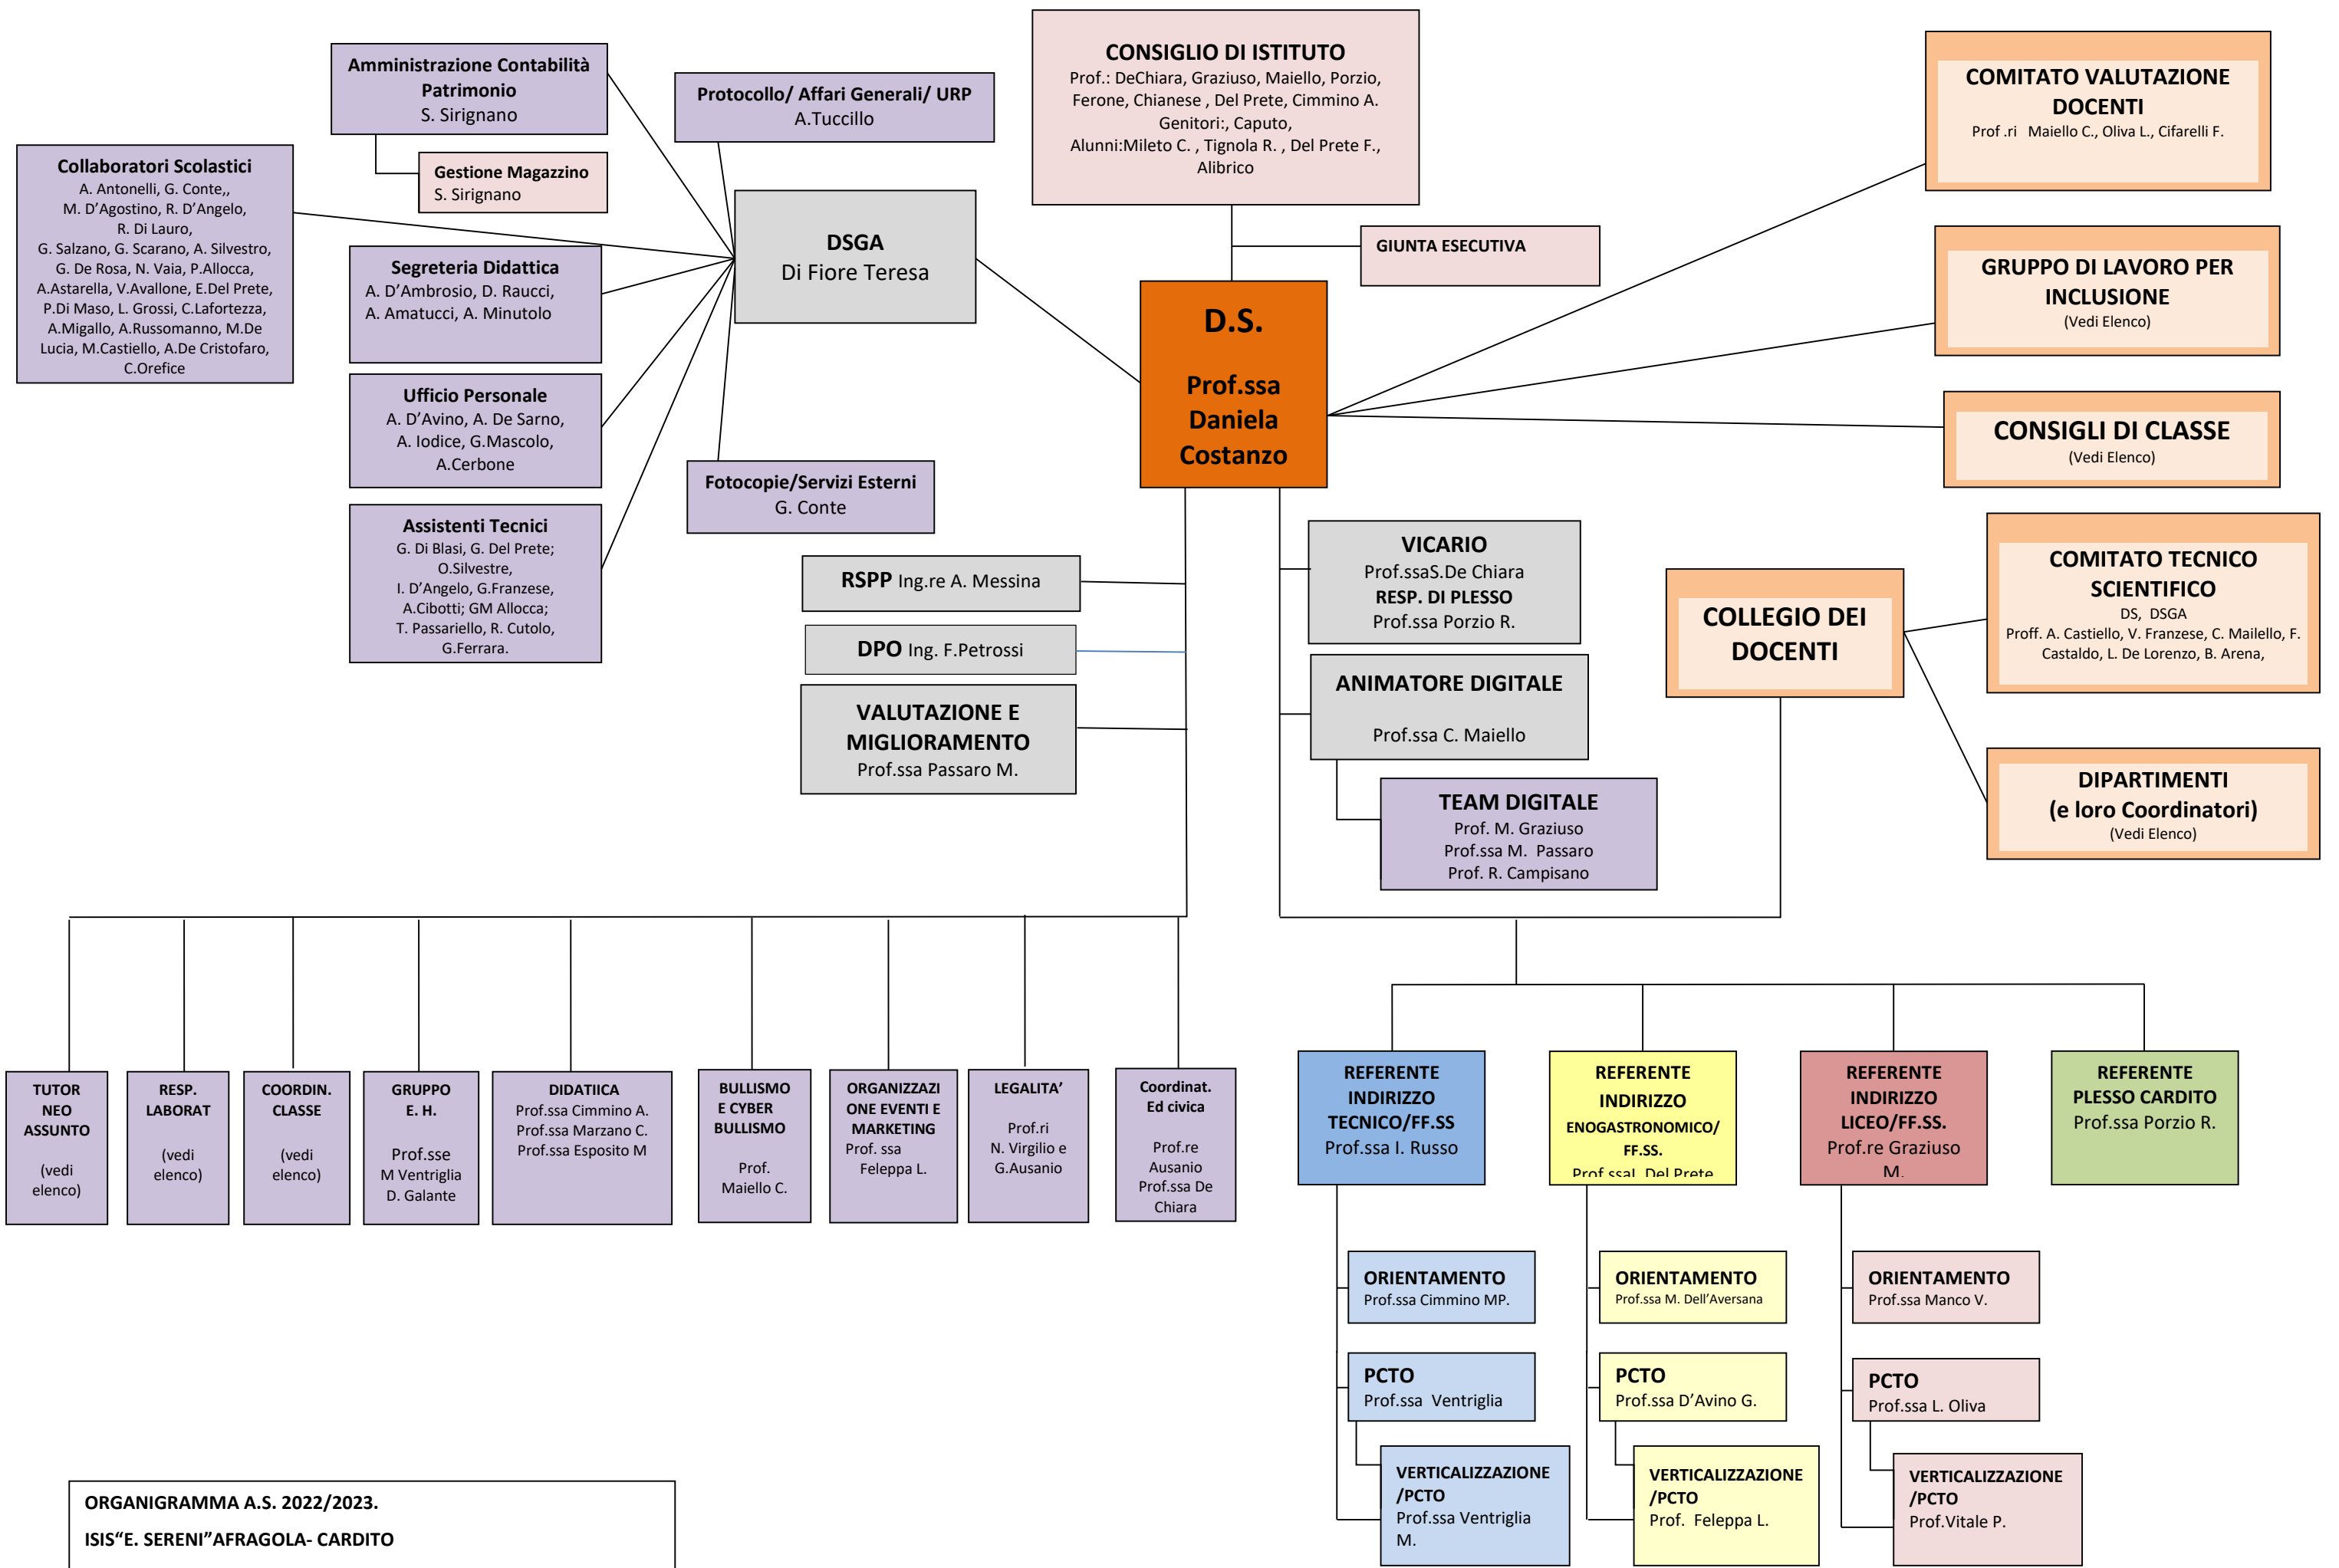 CONSIGLIO DI ISTITUTO
Prof.: DeChiara, Graziuso, Maiello, Porzio,
Ferone, Chianese , Del Prete, Cimmino A.
Genitori:, Caputo,
Alunni:Mileto C. , Tignola R. , Del Prete F.,
Alibrico
GIUNTA ESECUTIVA
Amministrazione Contabilità
Patrimonio
S. Sirignano
Gestione Magazzino
S. Sirignano
Protocollo/ Affari Generali/ URP
A.Tuccillo
Collaboratori Scolastici
A. Antonelli, G. Conte,,
M. D’Agostino, R. D’Angelo,
R. Di Lauro,
G. Salzano, G. Scarano, A. Silvestro,
G. De Rosa, N. Vaia, P.Allocca,
A.Astarella, V.Avallone, E.Del Prete,
P.Di Maso, L. Grossi, C.Lafortezza,
A.Migallo, A.Russomanno, M.De
Lucia, M.Castiello, A.De Cristofaro,
C.Orefice
DSGA
Di Fiore Teresa
Segreteria Didattica
A. D’Ambrosio, D. Raucci,
A. Amatucci, A. Minutolo
Ufficio Personale
A. D’Avino, A. De Sarno,
A. Iodice, G.Mascolo,
A.Cerbone
Fotocopie/Servizi Esterni
G. Conte
Assistenti Tecnici
G. Di Blasi, G. Del Prete;
O.Silvestre,
I. D’Angelo, G.Franzese,
A.Cibotti; GM Allocca;
T. Passariello, R. Cutolo,
G.Ferrara.
D.S.
Prof.ssa
Daniela
Costanzo
COMITATO VALUTAZIONE
DOCENTI
Prof .ri Maiello C., Oliva L., Cifarelli F.
GRUPPO DI LAVORO PER
INCLUSIONE
(Vedi Elenco)
CONSIGLI DI CLASSE
(Vedi Elenco)
RSPP Ing.re A. Messina
DPO Ing. F.Petrossi
VALUTAZIONE E
MIGLIORAMENTO
Prof.ssa Passaro M.
VICARIO
Prof.ssaS.De Chiara
RESP. DI PLESSO
Prof.ssa Porzio R.
ANIMATORE DIGITALE
Prof.ssa C. Maiello
TEAM DIGITALE
Prof. M. Graziuso
Prof.ssa M. Passaro
Prof. R. Campisano
COLLEGIO DEI
DOCENTI
COMITATO TECNICO
SCIENTIFICO
DS, DSGA
Proff. A. Castiello, V. Franzese, C. Mailello, F.
Castaldo, L. De Lorenzo, B. Arena,
DIPARTIMENTI
(e loro Coordinatori)
(Vedi Elenco)
TUTOR
NEO
ASSUNTO
(vedi
elenco)
RESP.
LABORAT
(vedi
elenco)
COORDIN.
CLASSE
(vedi
elenco)
GRUPPO
E. H.
Prof.sse
M Ventriglia
D. Galante
DIDATIICA
Prof.ssa Cimmino A.
Prof.ssa Marzano C.
Prof.ssa Esposito M
BULLISMO
E CYBER
BULLISMO
Prof.
Maiello C.
ORGANIZZAZI
ONE EVENTI E
MARKETING
Prof. ssa
Feleppa L.
LEGALITA’
Prof.ri
N. Virgilio e
G.Ausanio
Coordinat.
Ed civica
Prof.re
Ausanio
Prof.ssa De
Chiara
REFERENTE
INDIRIZZO
TECNICO/FF.SS
Prof.ssa I. Russo
REFERENTE
INDIRIZZO
ENOGASTRONOMICO/
FF.SS.
Prof.ssaI. Del Prete
REFERENTE
INDIRIZZO
LICEO/FF.SS.
Prof.re Graziuso
M.
REFERENTE
PLESSO CARDITO
Prof.ssa Porzio R.
ORIENTAMENTO
Prof.ssa Cimmino MP.
PCTO
Prof.ssa Ventriglia
VERTICALIZZAZIONE
/PCTO
Prof.ssa Ventriglia
M.
ORIENTAMENTO
Prof.ssa M. Dell’Aversana
PCTO
Prof.ssa D’Avino G.
VERTICALIZZAZIONE
/PCTO
Prof. Feleppa L.
ORIENTAMENTO
Prof.ssa Manco V.
PCTO
Prof.ssa L. Oliva
VERTICALIZZAZIONE
/PCTO
Prof.Vitale P.
ORGANIGRAMMA A.S. 2022/2023.
ISIS“E. SERENI”AFRAGOLA- CARDITO